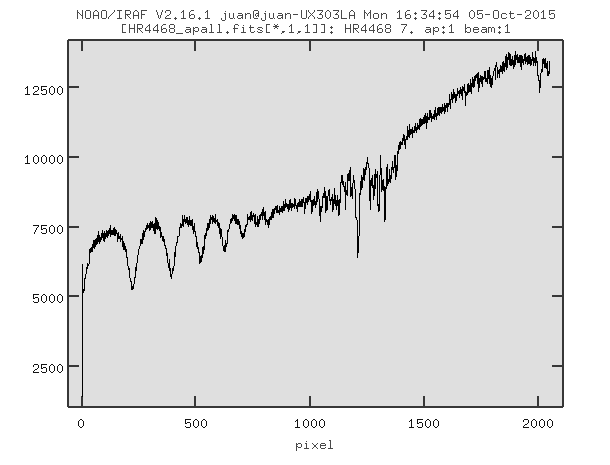 NOAO/IRAF V2.16.1 juan@juan-UX303LA Mon 16:34:54 05-Oct-2015
[HR4468_apall.fits[*,1,1]]: HR4468 7. ap:1 beam:1
12500
10000
7500
5000
2500
0 500 1000 1500 2000
pixel